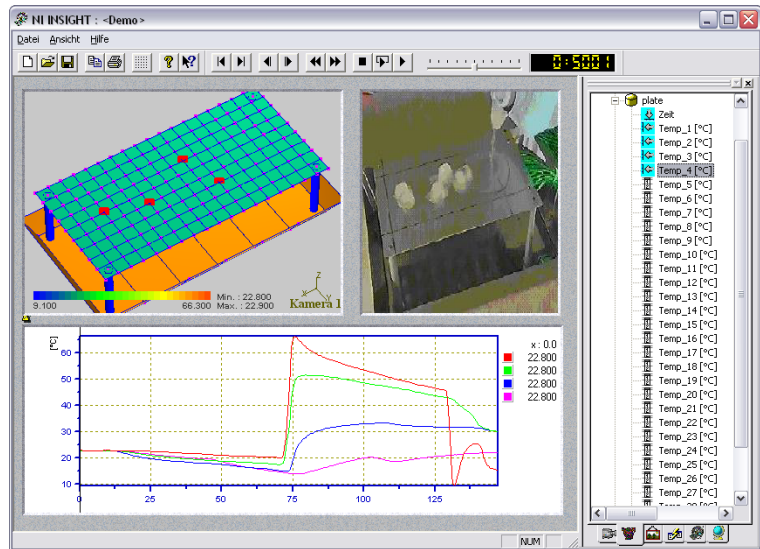 NI INSIGHT : <Demo>
Datei Ansicht Hilfe
0:5001
Min. : 22.800
9.100 66.300 Max. : 22.900
Z
Y
X
Kamera 1
[°C]
60
50
40
30
20
10
0 25 50 75 100 125
x : 0.0
22.800
22.800
22.800
22.800
plate
Zeit
Temp_1 [°C]
Temp_2 [°C]
Temp_3 [°C]
Temp_4 [°C]
Temp_5 [°C]
Temp_6 [°C]
Temp_7 [°C]
Temp_8 [°C]
Temp_9 [°C]
Temp_10 [°C]
Temp_11 [°C]
Temp_12 [°C]
Temp_13 [°C]
Temp_14 [°C]
Temp_15 [°C]
Temp_16 [°C]
Temp_17 [°C]
Temp_18 [°C]
Temp_19 [°C]
Temp_20 [°C]
Temp_21 [°C]
Temp_22 [°C]
Temp_23 [°C]
Temp_24 [°C]
Temp_25 [°C]
Temp_26 [°C]
Temp_27 [°C]
NUM